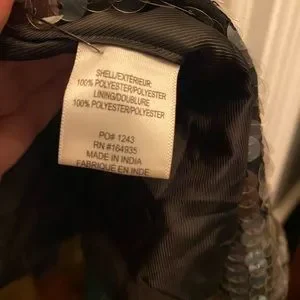 SHELL/EXTÉRIEUR:
100% POLYESTER/POLYESTER
LINING/DOUBLURE
100% POLYESTER/POLYESTER
PO# 1243
RN #164935
MADE IN INDIA
FABRIQUÉ EN INDE